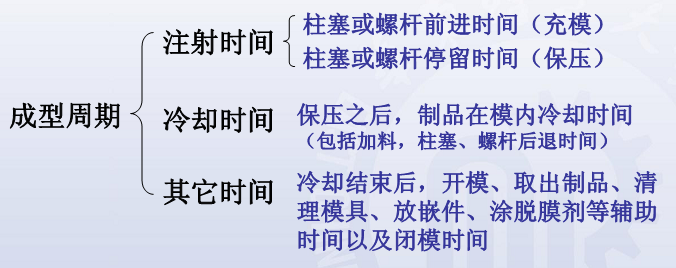 成型周期
注射时间
柱塞或螺杆前进时间（充模）
柱塞或螺杆停留时间（保压）
冷却时间
保压之后，制品在模内冷却时间
（包括加料，柱塞、螺杆后退时间）
其它时间
冷却结束后，开模、取出制品、清
理模具、放嵌件、涂脱膜剂等辅助
时间以及闭模时间